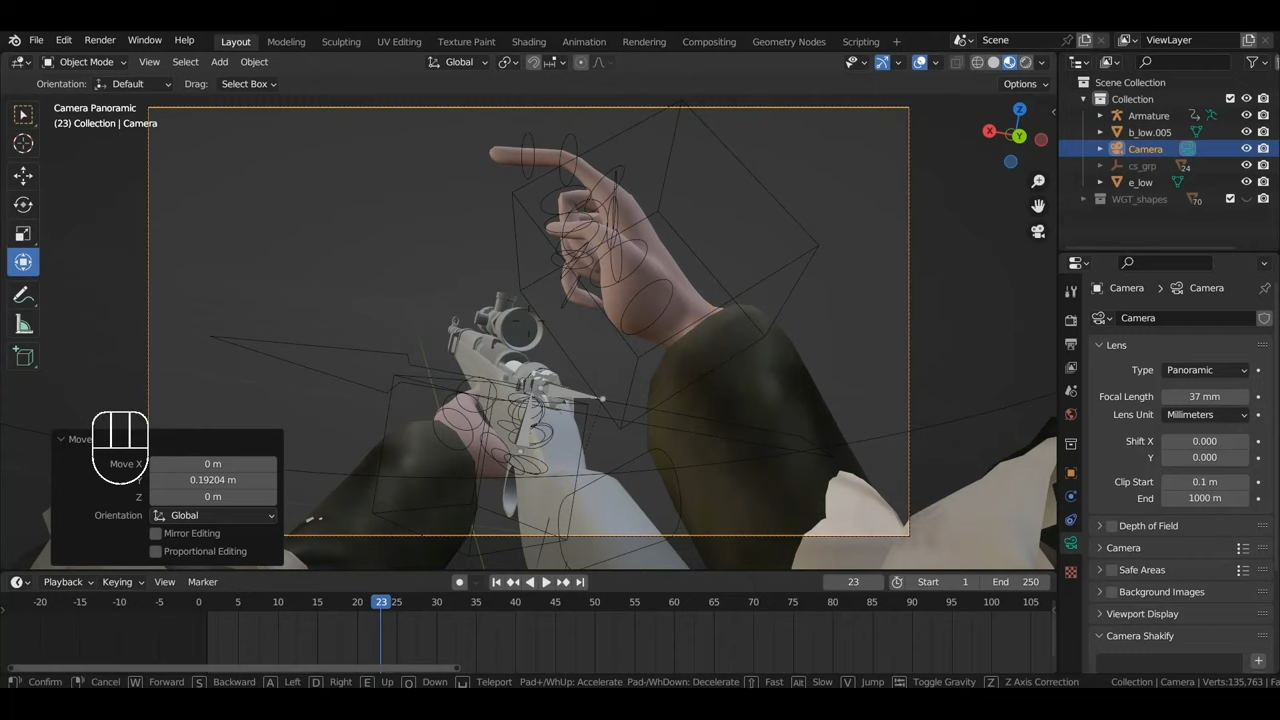 File Edit Render Window Help Layout Modeling Sculpting UV Editing Texture Paint Shading Animation Rendering Compositing Geometry Nodes Scripting + Scene ViewLayer
Object Mode View Select Add Object Global Options
Orientation: Default Drag: Select Box
Camera Panoramic
(23) Collection | Camera
X
Y
Z
Scene Collection
Collection
Armature
b_low.005
Camera
cs_grp 24
e_low
WGT_shapes 70
Camera > Camera
Camera
Lens
Type Panoramic
Focal Length 37 mm
Lens Unit Millimeters
Shift X 0.000
Y 0.000
Clip Start 0.1 m
End 1000 m
Depth of Field
Camera
Safe Areas
Background Images
Viewport Display
Camera Shakify
Move
Move X 0 m
0.19204 m
Z 0 m
Orientation Global
Mirror Editing
Proportional Editing
Playback Keying View Marker 23 Start 1 End 250
-20 -15 -10 -5 0 5 10 15 20 23 25 30 35 40 45 50 55 60 65 70 75 80 85 90 95 100 105
Confirm Cancel W Forward S Backward A Left D Right E Up Q Down Teleport Pad+/WhUp: Accelerate Pad-/WhDown: Decelerate Fast Alt Slow V Jump Toggle Gravity Z Z Axis Correction Collection | Camera | Verts:135,763 | Fa